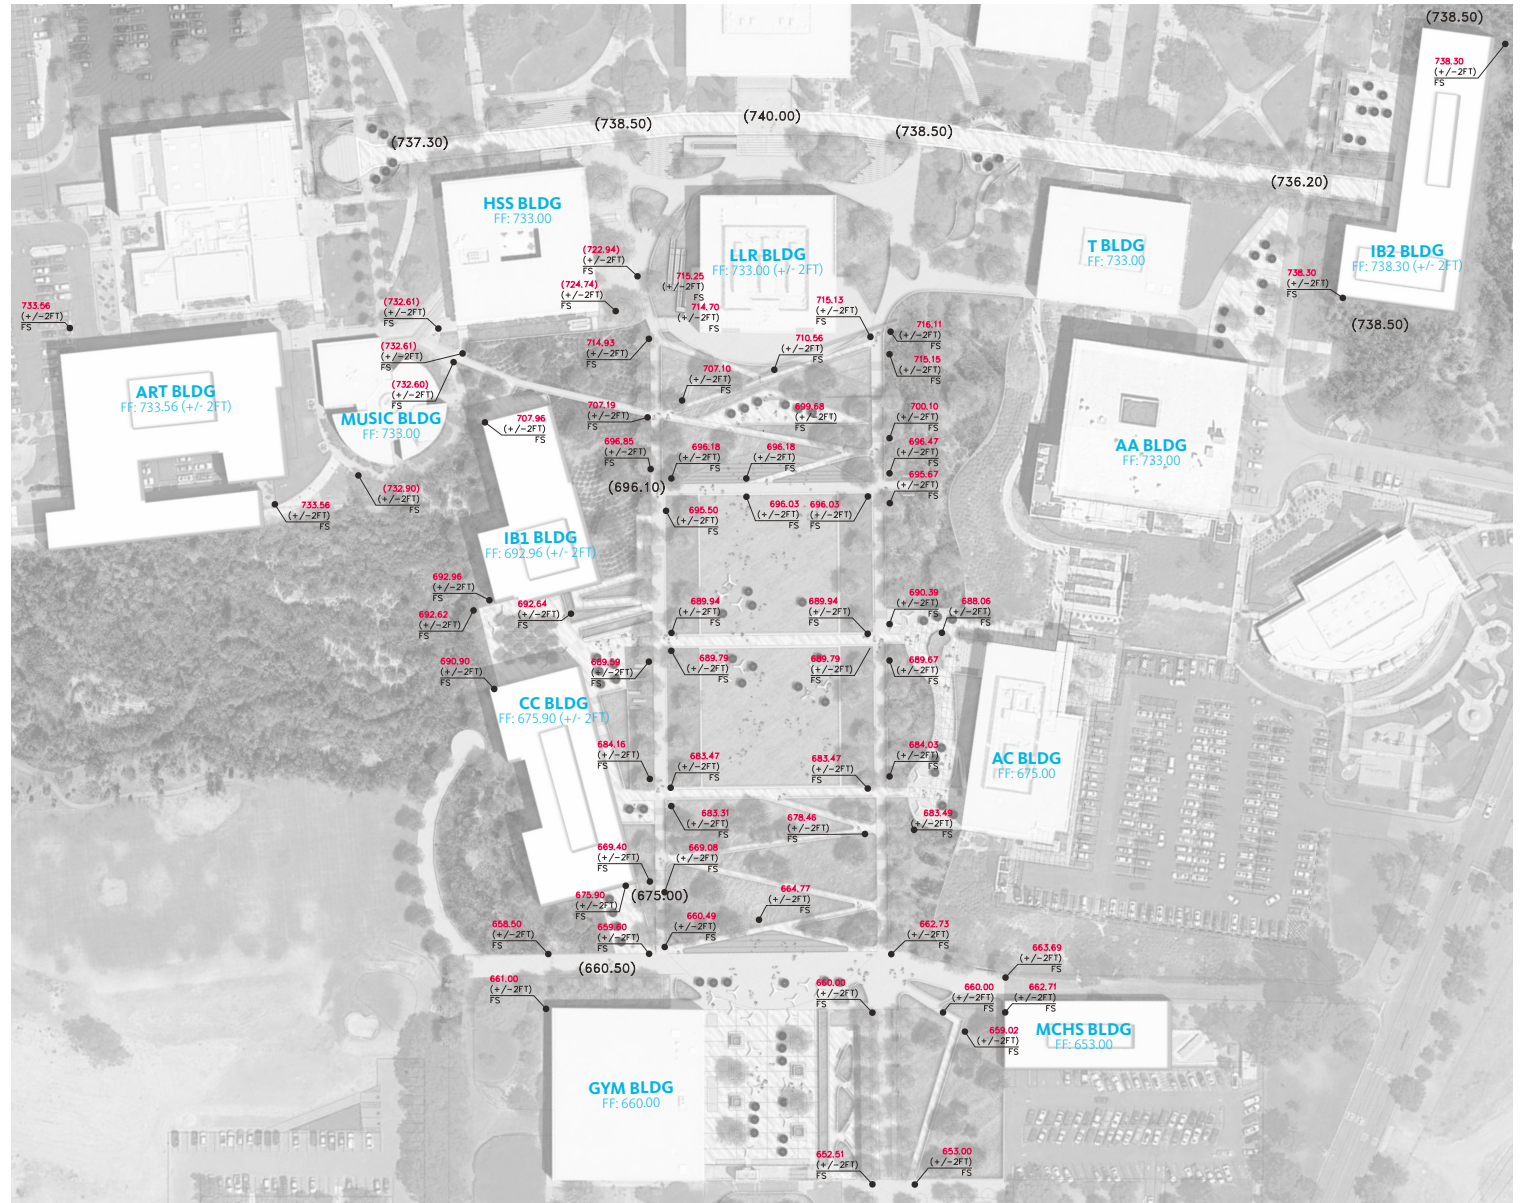 (738.50)
738.30
(+/-2FT)
FS
(740.00)
(738.50)
(738.50)
(737.30)
(736.20)
HSS BLDG
FF: 733.00
LLR BLDG
FF: 733.00 (+/- 2FT)
T BLDG
FF: 733.00
IB2 BLDG
FF: 738.30 (+/- 2FT)
(722.94)
(+/-2FT)
FS
715.25
(+/-2FT)
FS
738.30
(+/-2FT)
FS
(724.74)
(+/-2FT)
FS
733.56
(+/-2FT)
FS
(732.61)
(+/-2FT)
FS
714.70
(+/-2FT)
FS
715.13
(+/-2FT)
FS
716.11
(+/-2FT)
FS
(738.50)
(732.61)
(+/-2FT)
FS
714.93
(+/-2FT)
FS
710.56
(+/-2FT)
FS
715.15
(+/-2FT)
FS
707.10
(+/-2FT)
FS
(732.60)
(+/-2FT)
FS
ART BLDG
FF: 733.56 (+/- 2FT)
MUSIC BLDG
FF: 733.00
707.96
(+/-2FT)
FS
707.19
(+/-2FT)
FS
699.68
(+/-2FT)
FS
700.10
(+/-2FT)
FS
AA BLDG
FF: 733.00
696.85
(+/-2FT)
FS
696.18
(+/-2FT)
FS
696.18
(+/-2FT)
FS
696.47
(+/-2FT)
FS
(696.10)
695.67
(+/-2FT)
FS
(732.90)
(+/-2FT)
FS
733.56
(+/-2FT)
FS
695.50
(+/-2FT)
FS
696.03
(+/-2FT)
FS
696.03
(+/-2FT)
FS
IB1 BLDG
FF: 692.96 (+/- 2FT)
692.96
(+/-2FT)
FS
692.62
(+/-2FT)
FS
692.64
(+/-2FT)
FS
689.94
(+/-2FT)
FS
689.94
(+/-2FT)
FS
690.39
(+/-2FT)
FS
688.06
(+/-2FT)
FS
690.90
(+/-2FT)
FS
689.59
(+/-2FT)
FS
689.79
(+/-2FT)
FS
689.79
(+/-2FT)
FS
689.67
(+/-2FT)
FS
CC BLDG
FF: 675.90 (+/- 2FT)
684.16
(+/-2FT)
FS
683.47
(+/-2FT)
FS
683.47
(+/-2FT)
FS
684.03
(+/-2FT)
FS
AC BLDG
FF: 675.00
683.31
(+/-2FT)
FS
678.46
(+/-2FT)
FS
683.49
(+/-2FT)
FS
669.40
(+/-2FT)
FS
669.08
(+/-2FT)
FS
675.90
(+/-2FT)
FS
(675.00)
664.77
(+/-2FT)
FS
658.50
(+/-2FT)
FS
659.60
(+/-2FT)
FS
660.49
(+/-2FT)
FS
662.73
(+/-2FT)
FS
(660.50)
663.69
(+/-2FT)
FS
661.00
(+/-2FT)
FS
660.00
(+/-2FT)
FS
660.00
(+/-2FT)
FS
662.71
(+/-2FT)
FS
659.02
(+/-2FT)
FS
MCHS BLDG
FF: 653.00
GYM BLDG
FF: 660.00
652.51
(+/-2FT)
FS
653.00
(+/-2FT)
FS